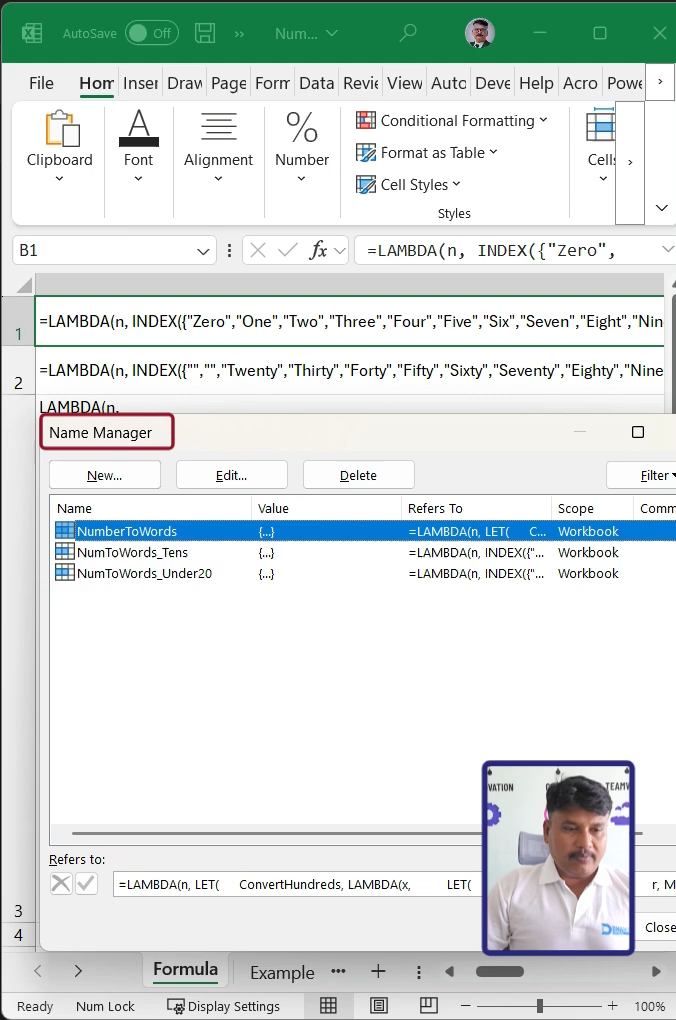 AutoSave Off » Num...
File Hom Inser Draw Page Form Data Revie View Auto Deve Help Acro Powe
Clipboard
Font
Alignment
%
Number
Conditional Formatting
Format as Table
Cell Styles
Styles
Cells
B1 fx =LAMBDA(n, INDEX({"Zero",
1 =LAMBDA(n, INDEX({"Zero","One","Two","Three","Four","Five","Six","Seven","Eight","Nine
2 =LAMBDA(n, INDEX({"","","Twenty","Thirty","Forty","Fifty","Sixty","Seventy","Eighty","Nine
LAMBDA(n,
Name Manager
New... Edit... Delete Filter
Name Value Refers To Scope Comm
NumberToWords {...} =LAMBDA(n, LET( C... Workbook
NumToWords_Tens {...} =LAMBDA(n, INDEX({"... Workbook
NumToWords_Under20 {...} =LAMBDA(n, INDEX({"... Workbook
VATION TEAMW
Refers to:
=LAMBDA(n, LET( ConvertHundreds, LAMBDA(x, LET( r, M
3
4
Close
Formula Example ••• +
Ready Num Lock Display Settings − + 100%